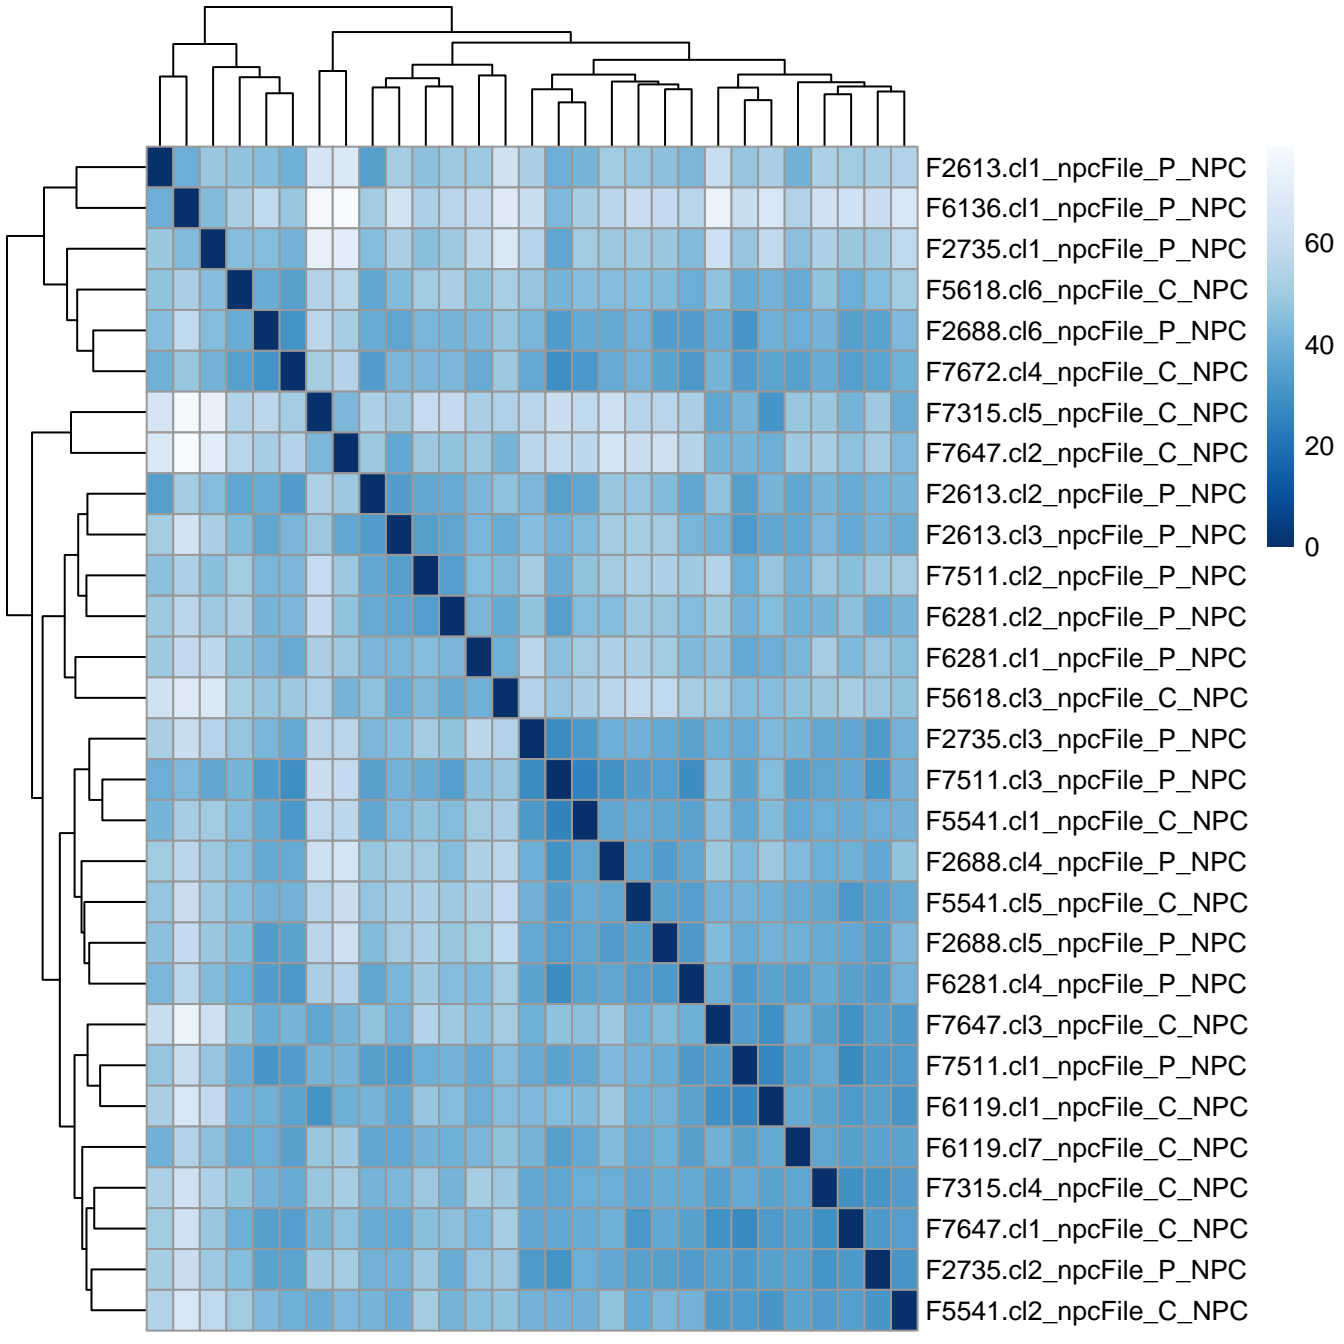 F2613.cl1_npcFile_P_NPC
F6136.cl1_npcFile_P_NPC
F2735.cl1_npcFile_P_NPC
F5618.cl6_npcFile_C_NPC
F2688.cl6_npcFile_P_NPC
F7672.cl4_npcFile_C_NPC
F7315.cl5_npcFile_C_NPC
F7647.cl2_npcFile_C_NPC
F2613.cl2_npcFile_P_NPC
F2613.cl3_npcFile_P_NPC
F7511.cl2_npcFile_P_NPC
F6281.cl2_npcFile_P_NPC
F6281.cl1_npcFile_P_NPC
F5618.cl3_npcFile_C_NPC
F2735.cl3_npcFile_P_NPC
F7511.cl3_npcFile_P_NPC
F5541.cl1_npcFile_C_NPC
F2688.cl4_npcFile_P_NPC
F5541.cl5_npcFile_C_NPC
F2688.cl5_npcFile_P_NPC
F6281.cl4_npcFile_P_NPC
F7647.cl3_npcFile_C_NPC
F7511.cl1_npcFile_P_NPC
F6119.cl1_npcFile_C_NPC
F6119.cl7_npcFile_C_NPC
F7315.cl4_npcFile_C_NPC
F7647.cl1_npcFile_C_NPC
F2735.cl2_npcFile_P_NPC
F5541.cl2_npcFile_C_NPC
60
40
20
0